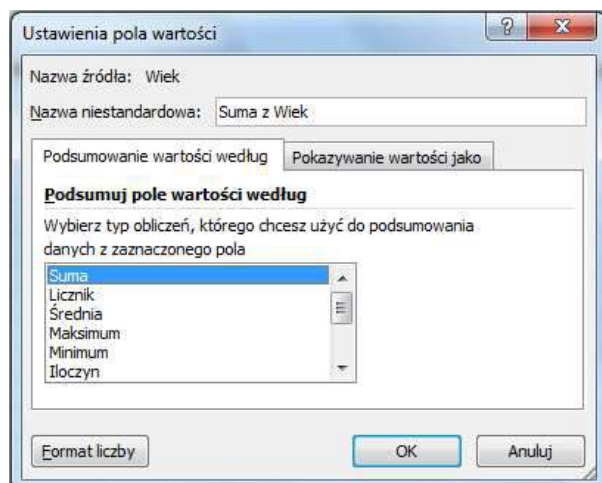 Ustawienia pola wartości
Nazwa źródła: Wiek
Nazwa niestandardowa: Suma z Wiek
Podsumowanie wartości według Pokazywanie wartości jako
Podsumuj pole wartości według
Wybierz typ obliczeń, którego chcesz użyć do podsumowania
danych z zaznaczonego pola
Suma
Licznik
Średnia
Maksimum
Minimum
Iloczyn
Format liczby OK Anuluj